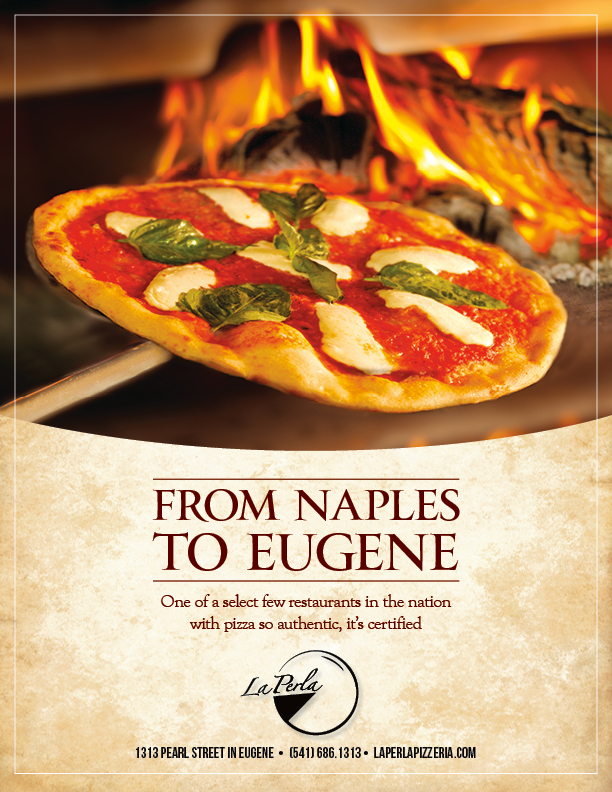 FROM NAPLES
TO EUGENE
One of a select few restaurants in the nation
with pizza so authentic, it's certified
La Perla
1313 PEARL STREET IN EUGENE • (541) 686.1313 • LAPERLAPIZZERIA.COM